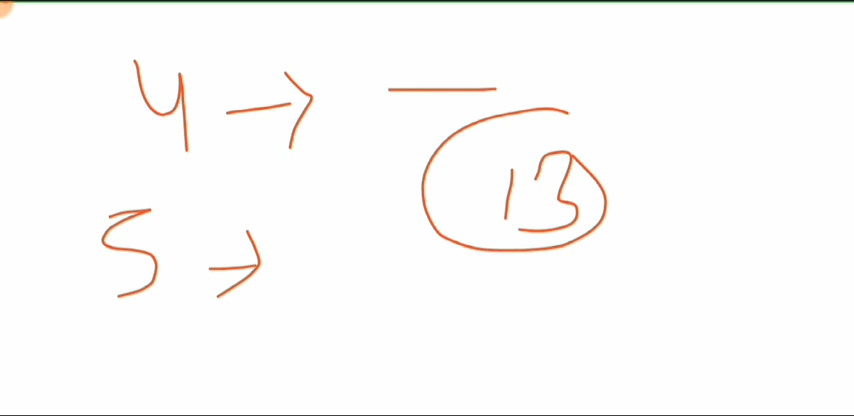 4 → —
13
5 →